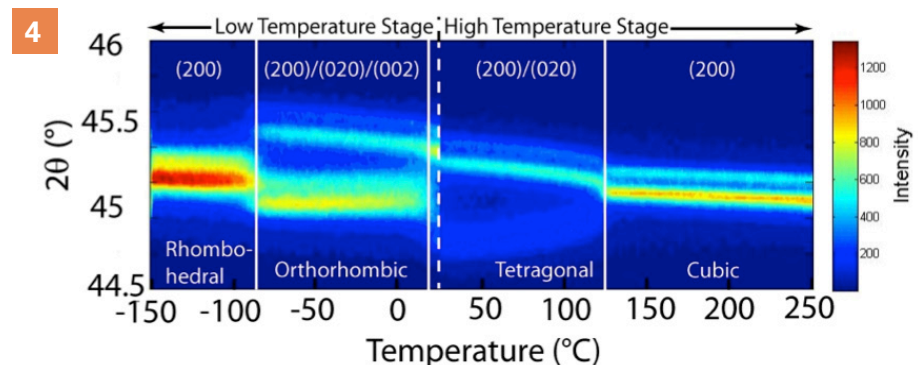 4
Low Temperature Stage High Temperature Stage
46
45.5
45
44.5
2θ (°)
(200) (200)/(020)/(002) (200)/(020) (200)
Rhombo-
hedral
Orthorhombic
Tetragonal
Cubic
-150 -100 -50 0 50 100 150 200 250
Temperature (°C)
1200
1000
800
600
400
200
Intensity